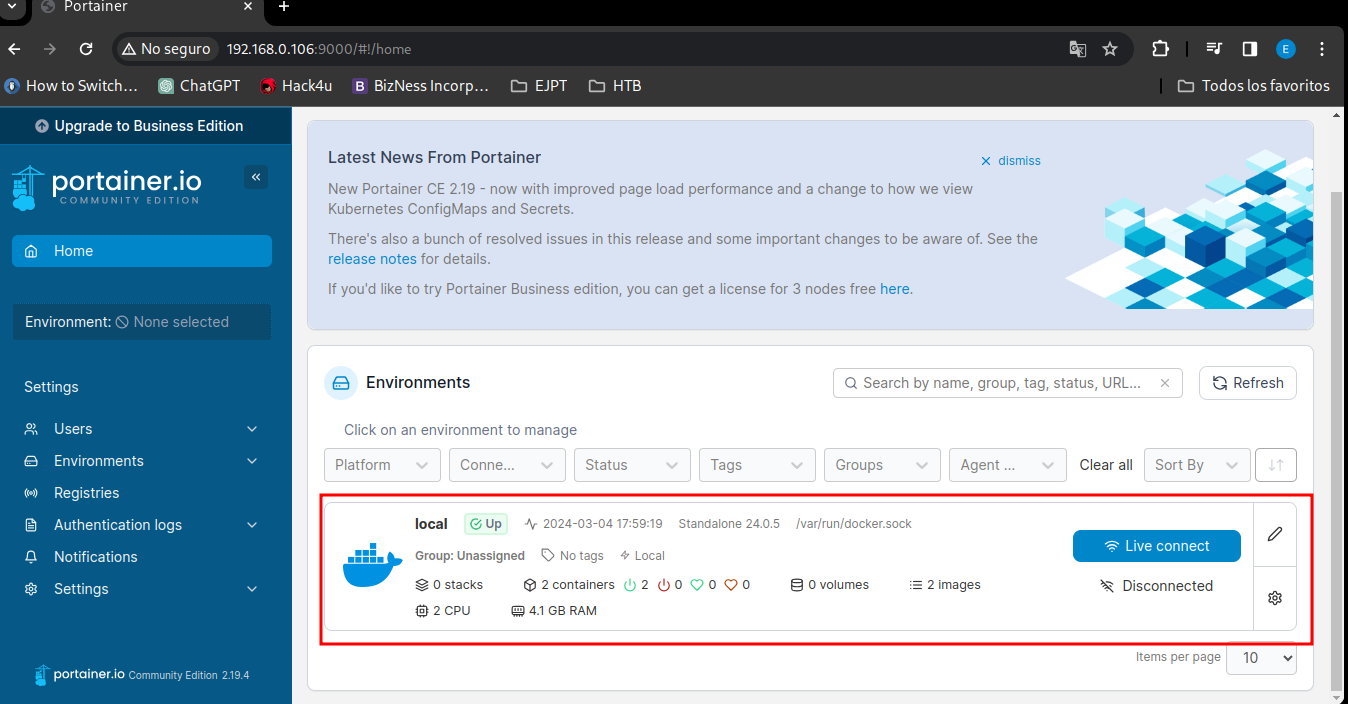 Portainer
No seguro 192.168.0.106:9000/#!/home
How to Switch... ChatGPT Hack4u BizNess Incorp... EJPT HTB Todos los favoritos
Upgrade to Business Edition
portainer.io
COMMUNITY EDITION
Home
Environment: None selected
Settings
Users
Environments
Registries
Authentication logs
Notifications
Settings
portainer.io Community Edition 2.19.4
Latest News From Portainer
dismiss
New Portainer CE 2.19 - now with improved page load performance and a change to how we view
Kubernetes ConfigMaps and Secrets.
There's also a bunch of resolved issues in this release and some important changes to be aware of. See the
release notes for details.
If you'd like to try Portainer Business edition, you can get a license for 3 nodes free here.
Environments
Search by name, group, tag, status, URL...
Refresh
Click on an environment to manage
Platform Conne... Status Tags Groups Agent ... Clear all Sort By
local Up 2024-03-04 17:59:19 Standalone 24.0.5 /var/run/docker.sock
Group: Unassigned No tags Local
0 stacks 2 containers 2 0 0 0 0 volumes 2 images
2 CPU 4.1 GB RAM
Live connect
Disconnected
Items per page 10